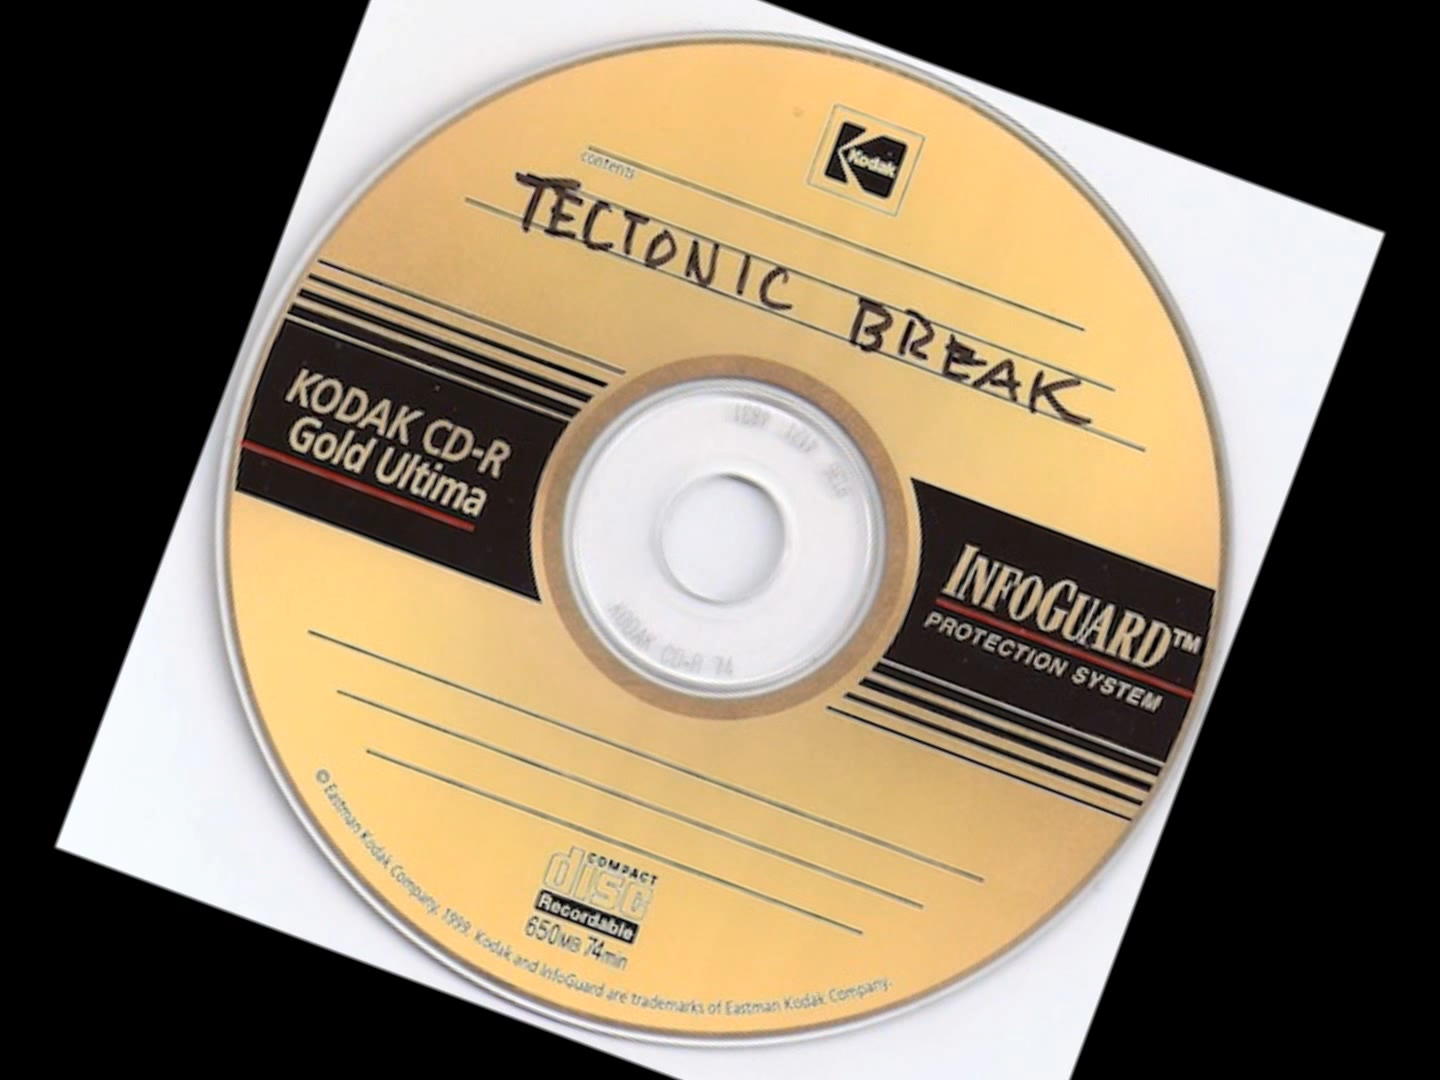 Kodak
contents
TECTONIC BREAK
KODAK CD-R
Gold Ultima
INFOGUARD™
PROTECTION SYSTEM
KODAK CD-R 74
COMPACT
disc
Recordable
650MB 74min
© Eastman Kodak Company, 1999. Kodak and InfoGuard are trademarks of Eastman Kodak Company.